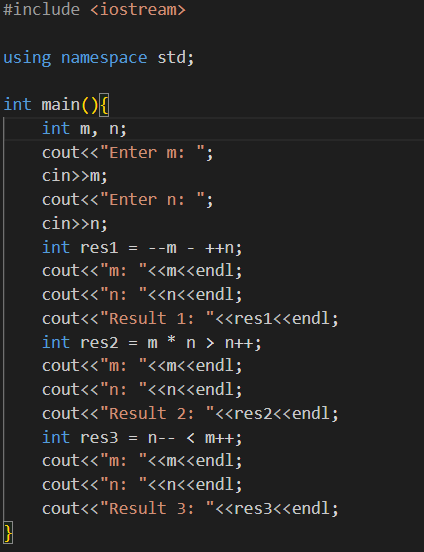 #include <iostream>
using namespace std;
int main(){
int m, n;
cout<<"Enter m: ";
cin>>m;
cout<<"Enter n: ";
cin>>n;
int res1 = --m - ++n;
cout<<"m: "<<m<<endl;
cout<<"n: "<<n<<endl;
cout<<"Result 1: "<<res1<<endl;
int res2 = m * n > n++;
cout<<"m: "<<m<<endl;
cout<<"n: "<<n<<endl;
cout<<"Result 2: "<<res2<<endl;
int res3 = n-- < m++;
cout<<"m: "<<m<<endl;
cout<<"n: "<<n<<endl;
cout<<"Result 3: "<<res3<<endl;
}